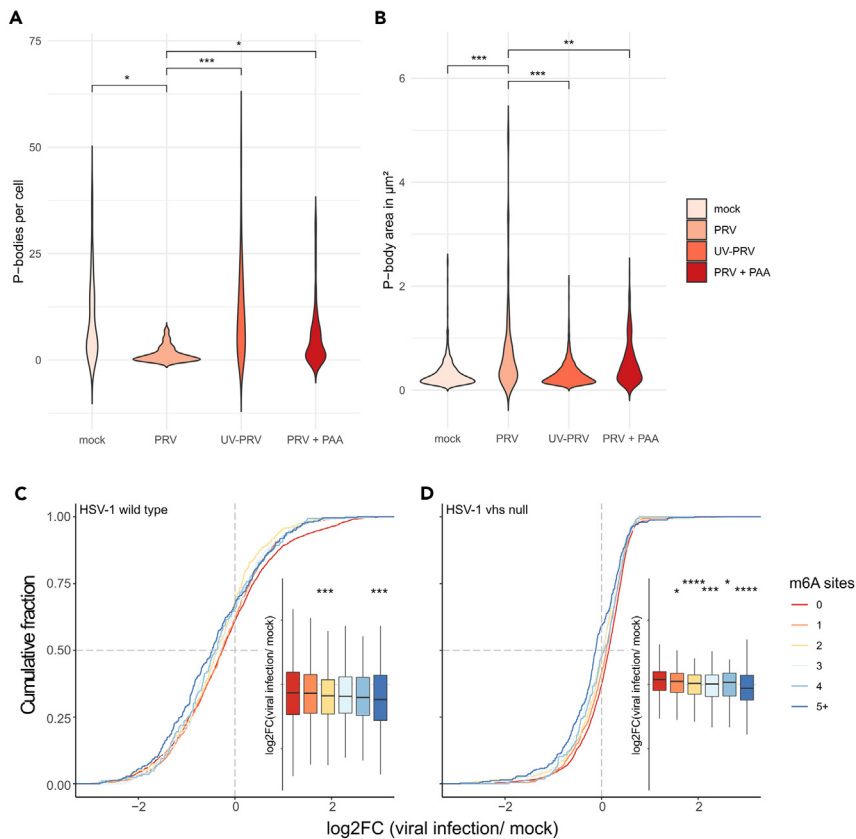 A
B
75
50
25
0
P-bodies per cell
*
***
*
mock
PRV
UV-PRV
PRV + PAA
6
4
2
0
P-body area in µm²
***
***
**
mock
PRV
UV-PRV
PRV + PAA
mock
PRV
UV-PRV
PRV + PAA
C
D
HSV-1 wild type
HSV-1 vhs null
1.00
0.75
0.50
0.25
0.00
Cumulative fraction
log2FC(viral infection/ mock)
***
***
log2FC(viral infection/ mock)
*
****
***
*
****
−2
0
2
−2
0
2
log2FC (viral infection/ mock)
m6A sites
0
1
2
3
4
5+